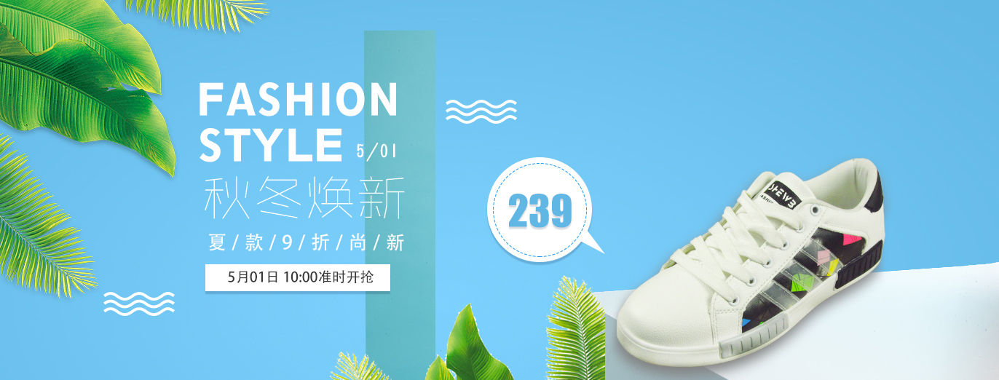 FASHION
STYLE 5/01
秋冬焕新
夏/款/9/折/尚/新
5月01日 10:00准时开抢
239